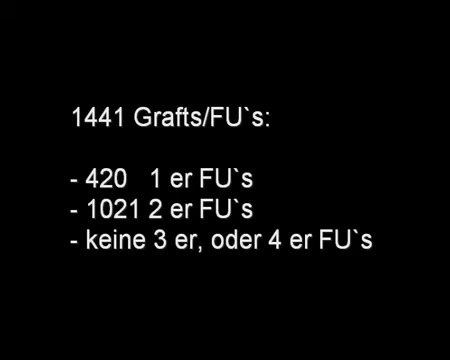 1441 Grafts/FU`s:
- 420 1 er FU`s
- 1021 2 er FU`s
- keine 3 er, oder 4 er FU`s